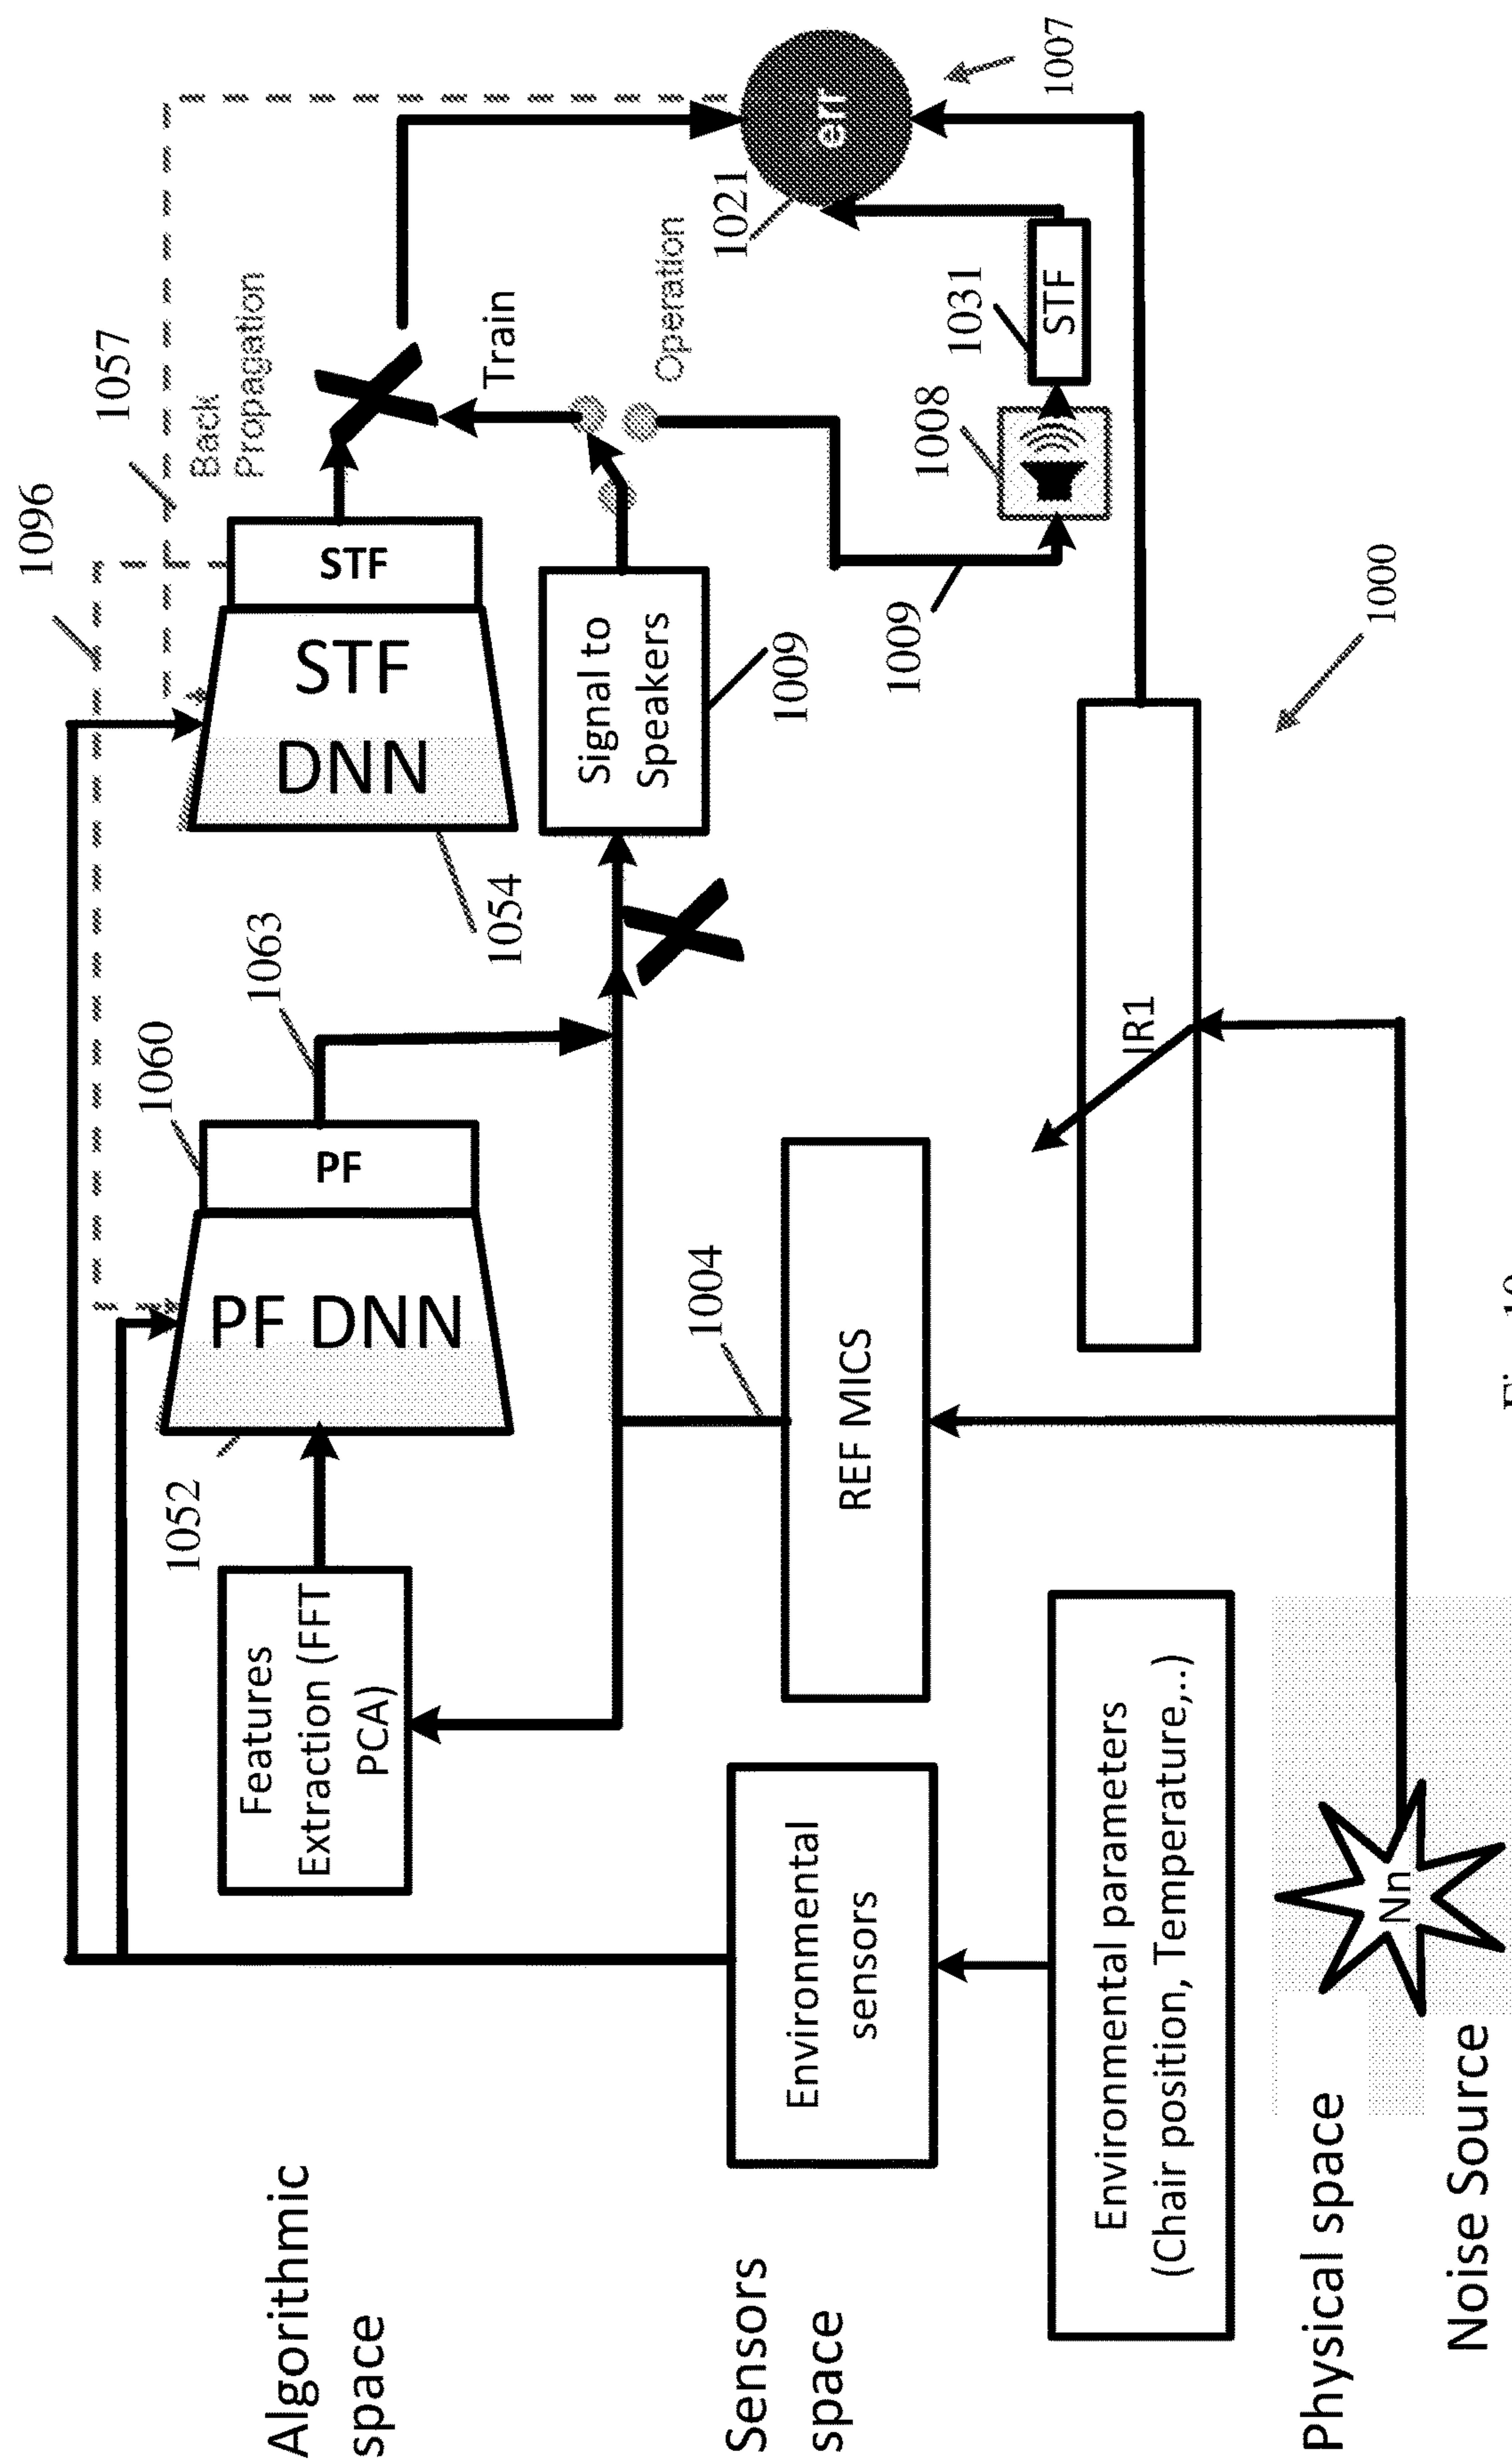 1096
1057
1060
1052
Back
Propagation
1063
Algorithmic
space
Features
Extraction (FFT
PCA)
PF DNN
PF
STF
DNN
STF
1054
Train
Signal to
Speakers
Operation
1004
1021
Sensors
space
1009
err
Environmental
sensors
REF MICS
1009
1008
1031
1007
STF
Environmental parameters
(Chair position, Temperature,..)
IR1
Physical space
1000
Nn
Noise Source